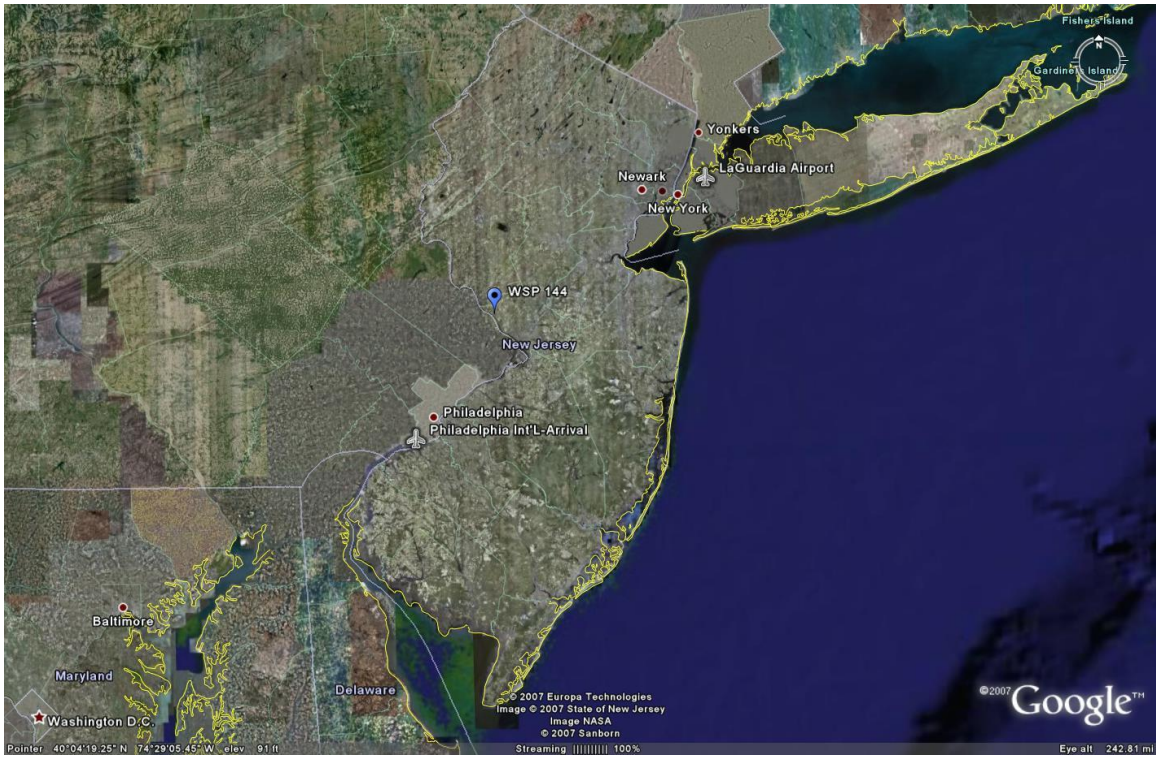 Fishers Island
N
Gardiners Island
Yonkers
LaGuardia Airport
Newark
New York
WSP 144
New Jersey
Philadelphia
Philadelphia Int'L-Arrival
Baltimore
Maryland
Delaware
Washington D.C.
© 2007 Europa Technologies
Image © 2007 State of New Jersey
Image NASA
© 2007 Sanborn
©2007 Google™
Pointer 40°04'19.25" N 74°29'05.45" W elev 91 ft Streaming |||||||||| 100% Eye alt 242.81 mi